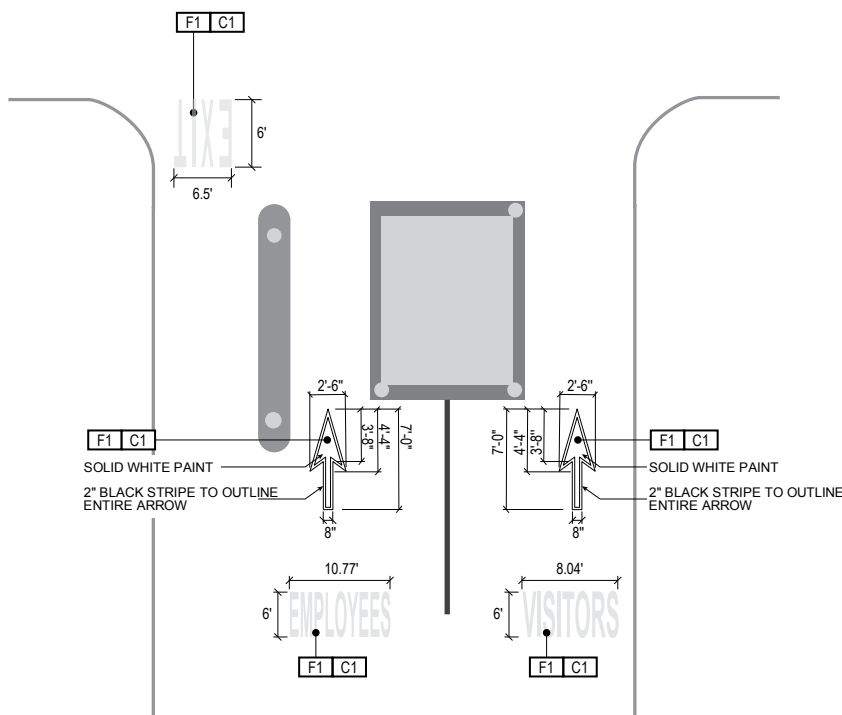 F1 C1
EXIT
6'
6.5'
2'-6"
2'-6"
3'-8"
4'-4"
7'-0"
7'-0"
4'-4"
3'-8"
F1 C1
F1 C1
SOLID WHITE PAINT
SOLID WHITE PAINT
2" BLACK STRIPE TO OUTLINE
ENTIRE ARROW
2" BLACK STRIPE TO OUTLINE
ENTIRE ARROW
8"
8"
10.77'
8.04'
6'
EMPLOYEES
6'
VISITORS
F1 C1
F1 C1